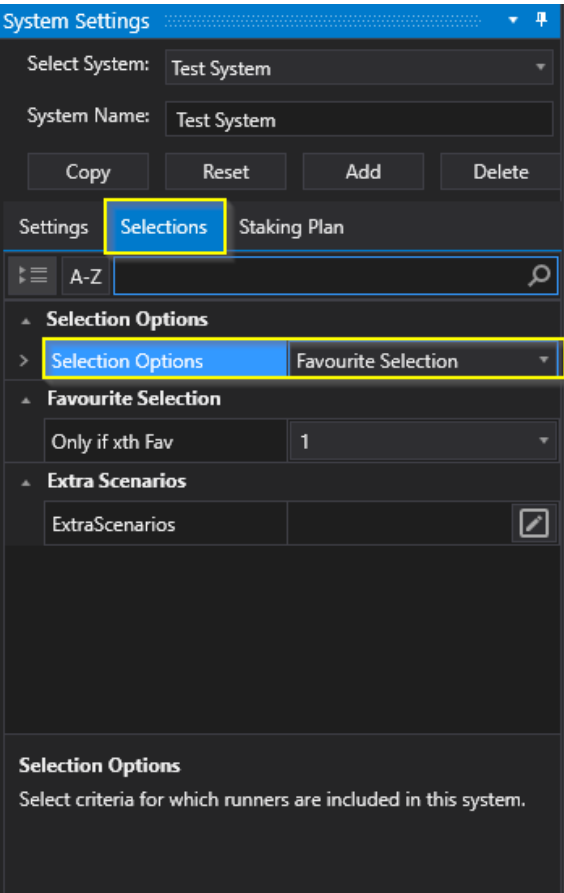 System Settings
Select System: Test System
System Name: Test System
Copy Reset Add Delete
Settings Selections Staking Plan
A-Z
Selection Options
Selection Options Favourite Selection
Favourite Selection
Only if xth Fav 1
Extra Scenarios
ExtraScenarios
Selection Options
Select criteria for which runners are included in this system.